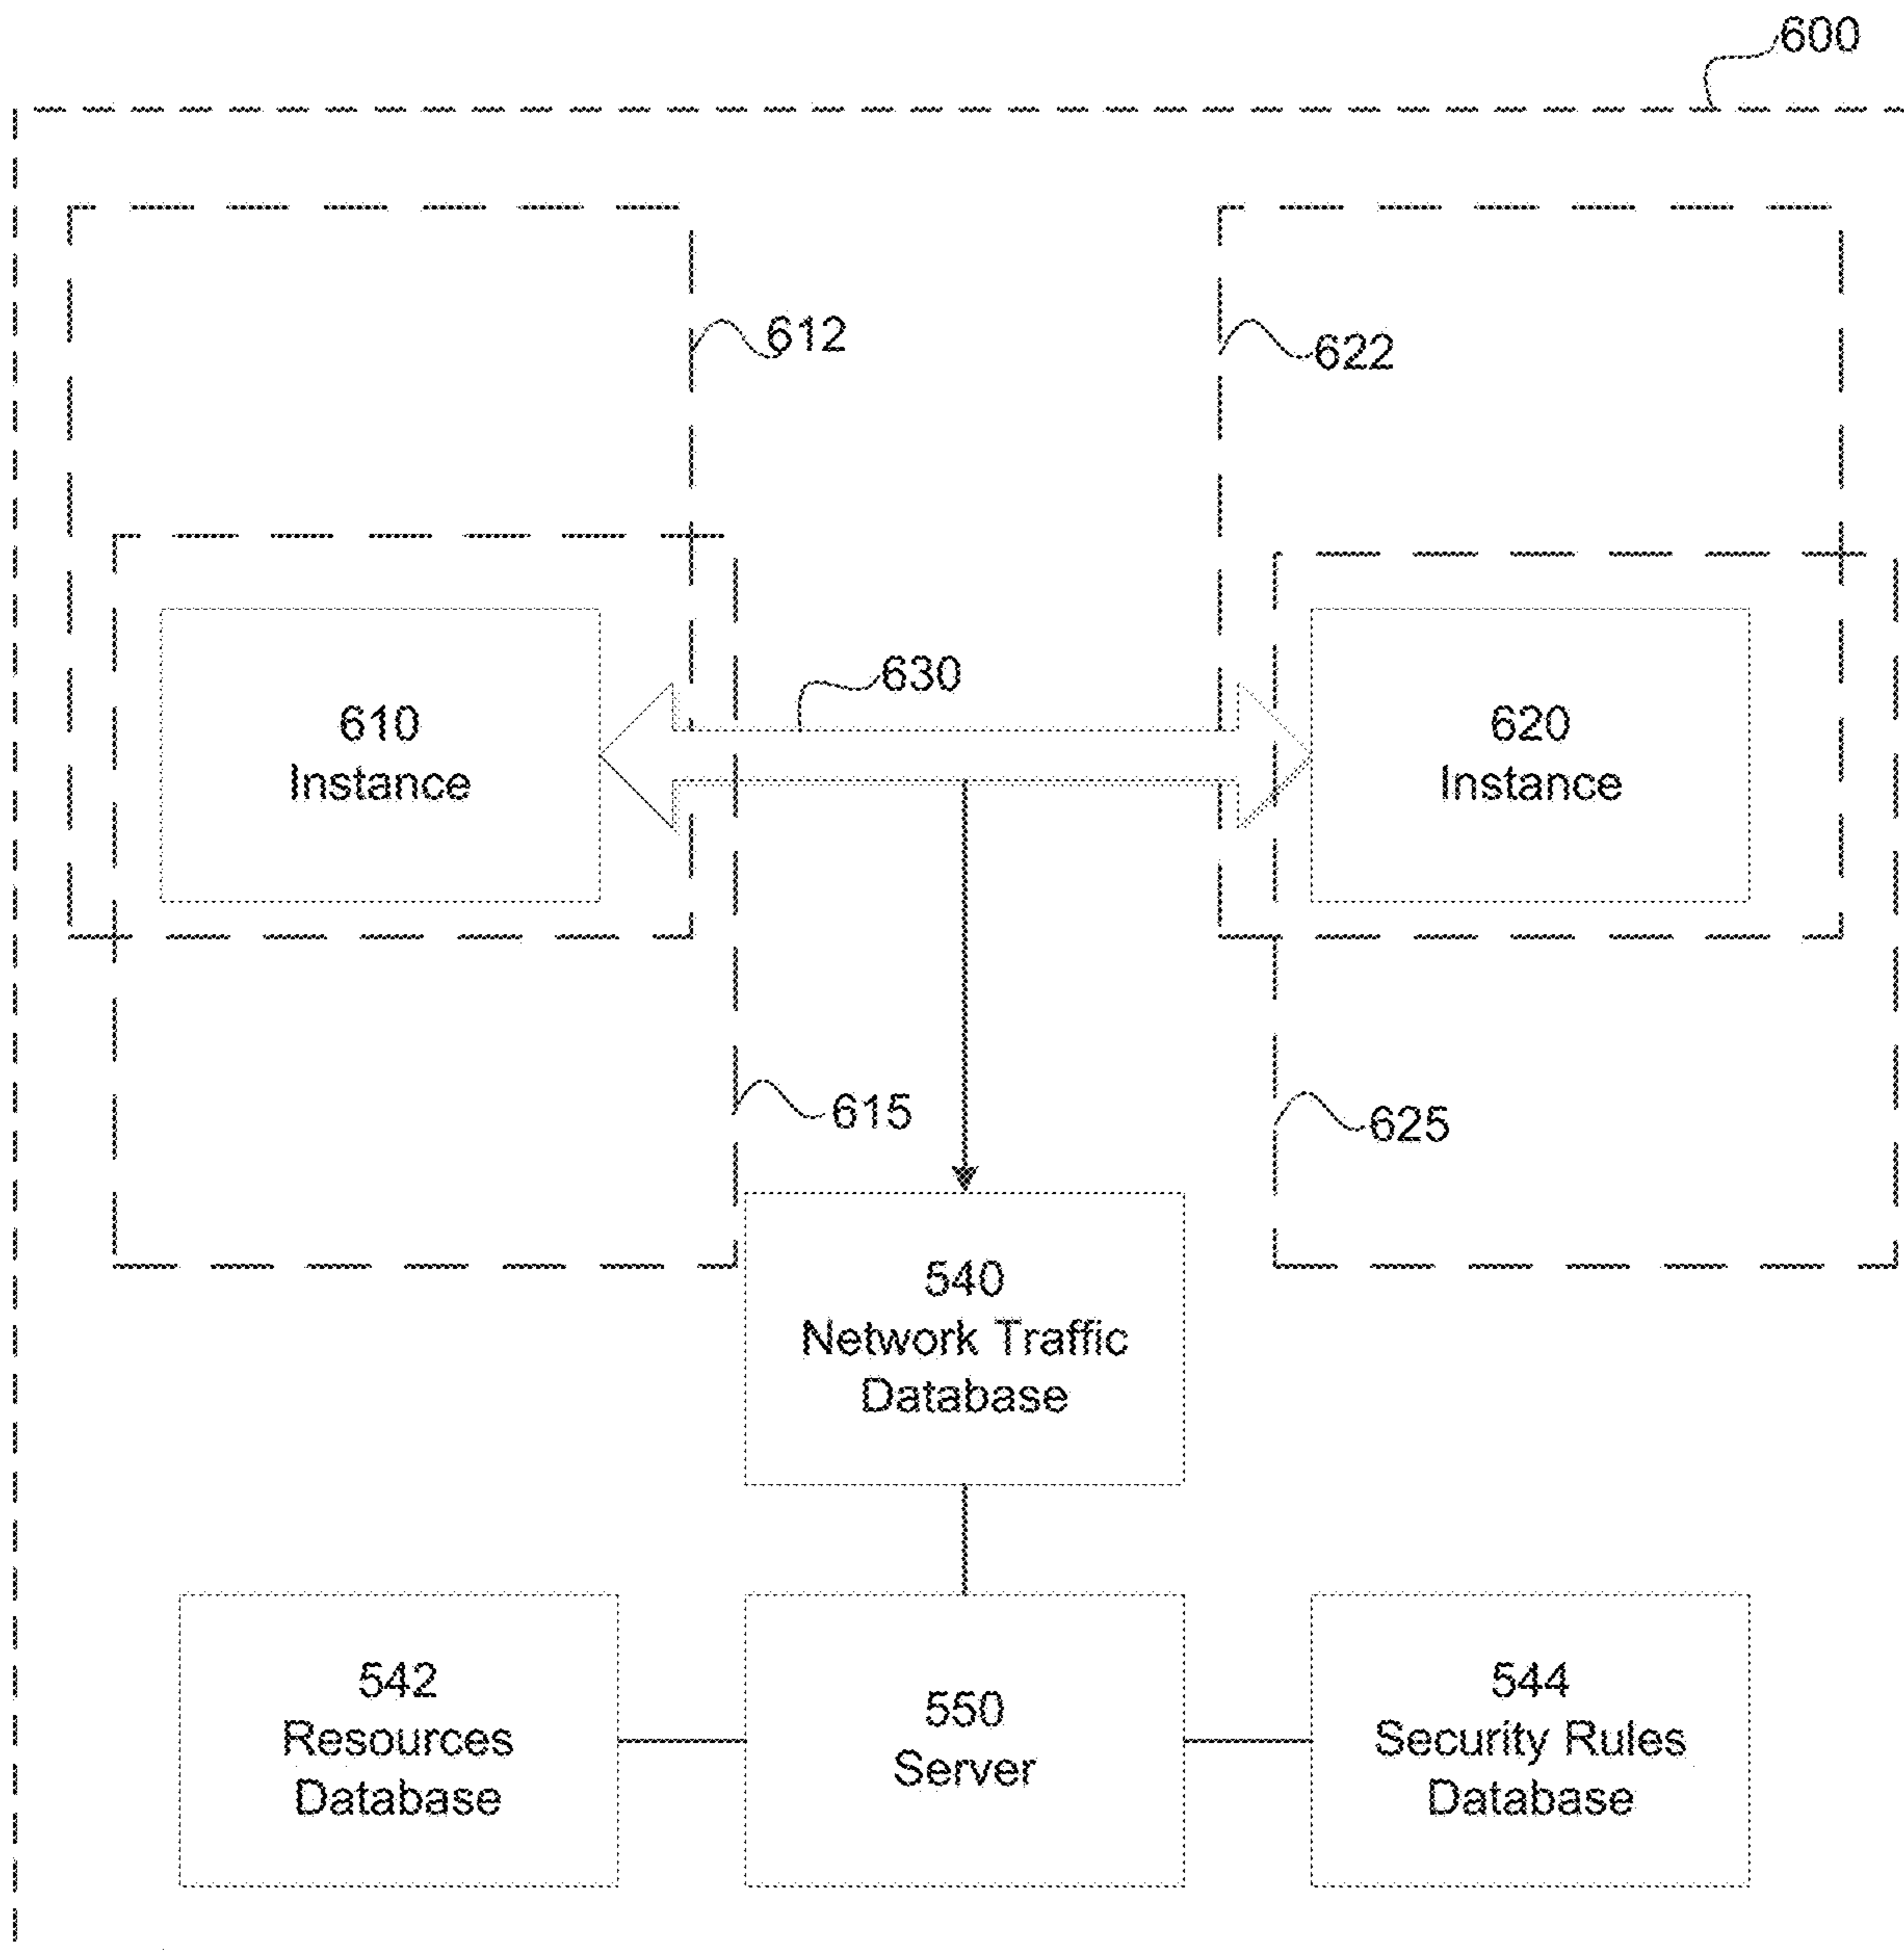 600
612
622
630
610
Instance
620
Instance
615
625
540
Network Traffic
Database
542
Resources
Database
550
Server
544
Security Rules
Database